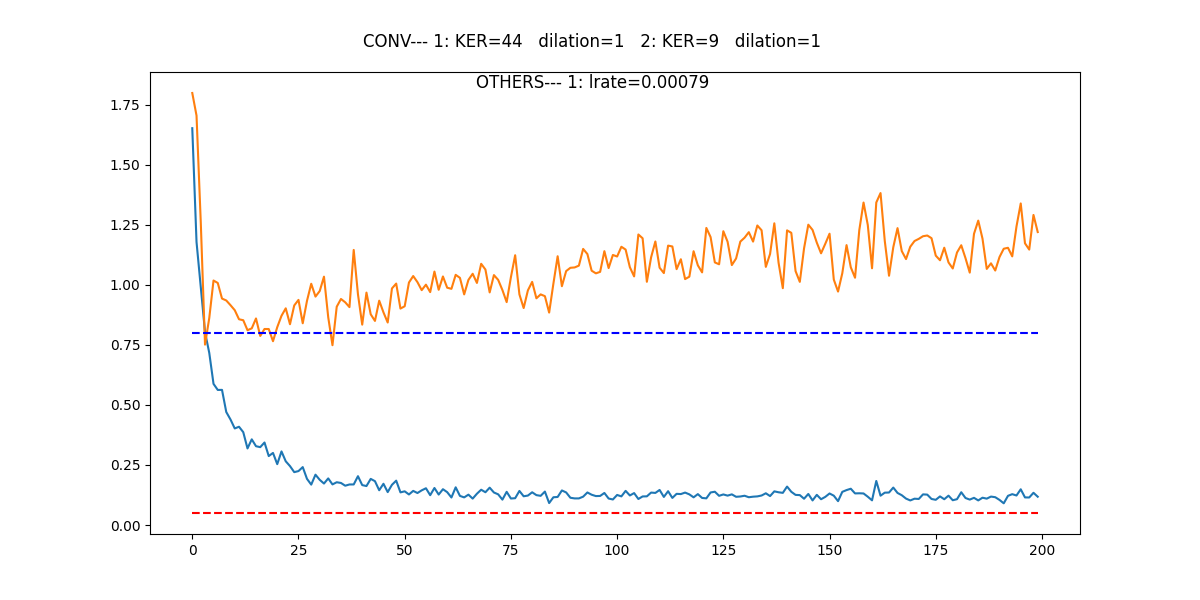 CONV--- 1: KER=44   dilation=1   2: KER=9   dilation=1
OTHERS--- 1: lrate=0.00079
1.75
1.50
1.25
1.00
0.75
0.50
0.25
0.00
0 25 50 75 100 125 150 175 200